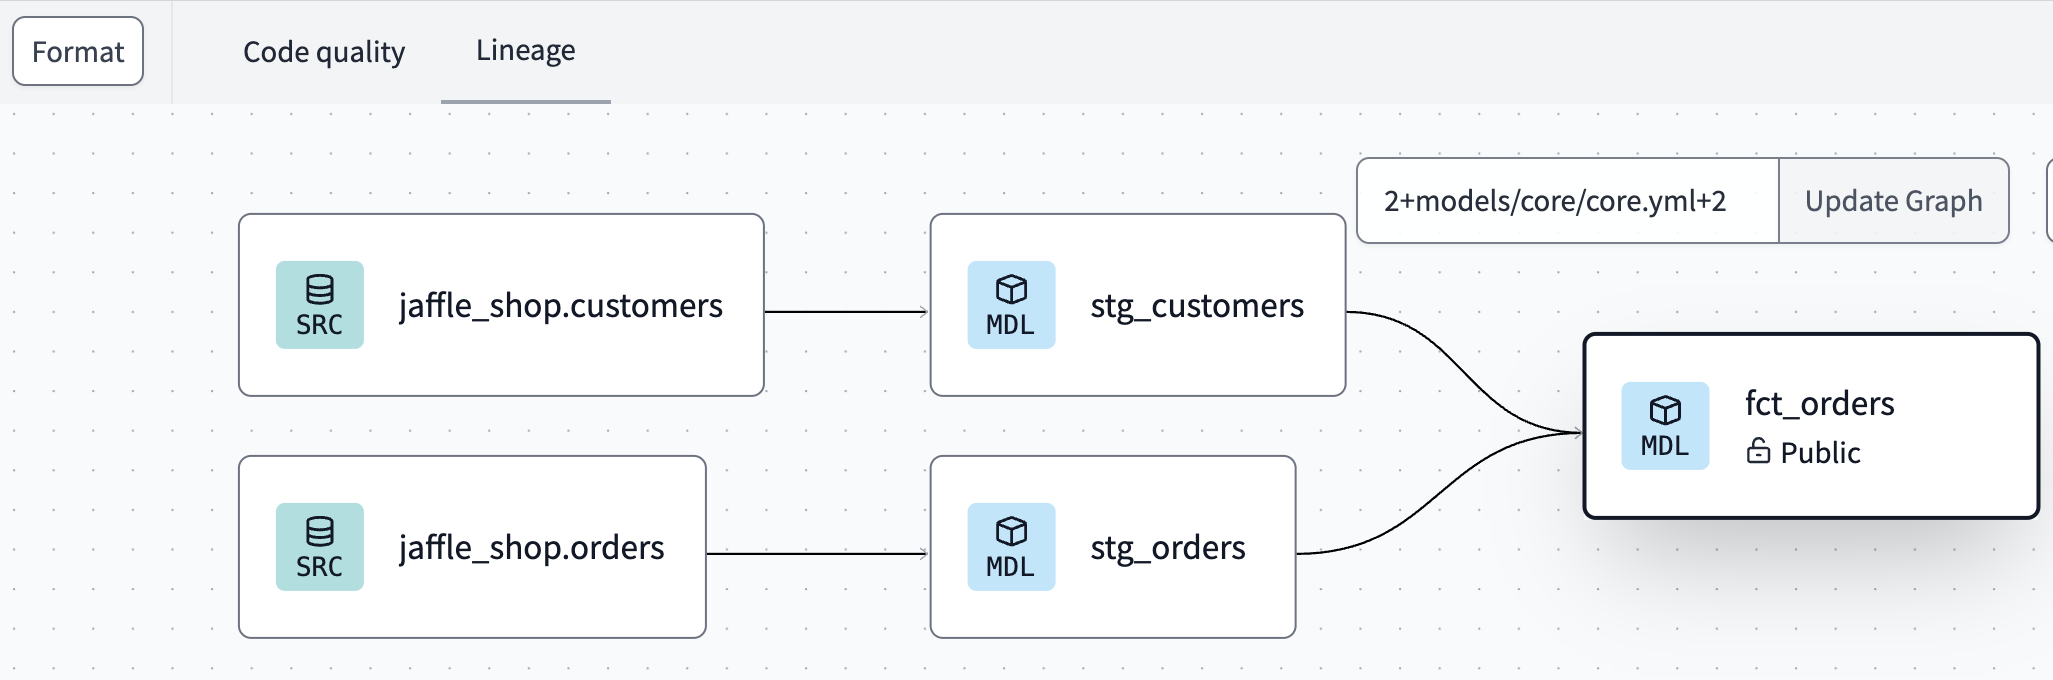 Format
Code quality
Lineage
2+models/core/core.yml+2
Update Graph
SRC
jaffle_shop.customers
MDL
stg_customers
MDL
fct_orders
Public
SRC
jaffle_shop.orders
MDL
stg_orders